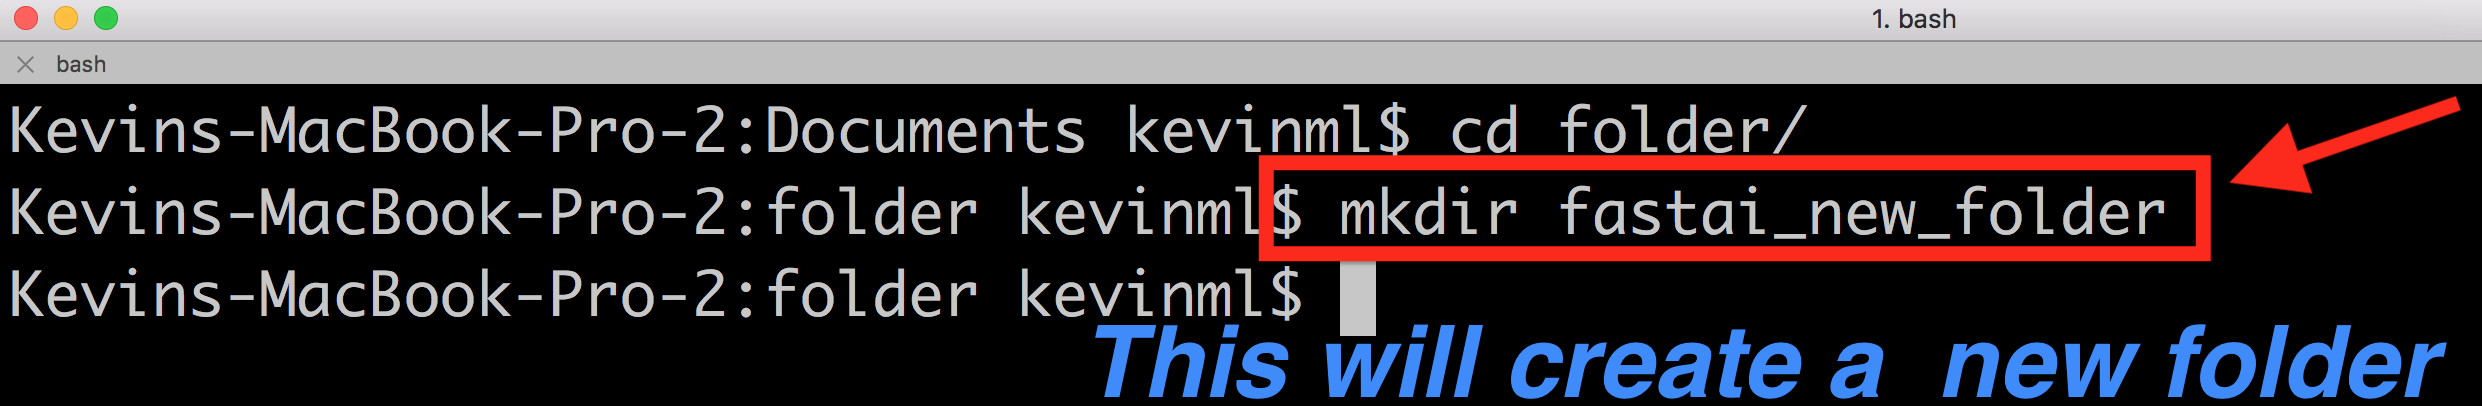 1. bash
bash
Kevins-MacBook-Pro-2:Documents kevinml$ cd folder/
Kevins-MacBook-Pro-2:folder kevinml$ mkdir fastai_new_folder
Kevins-MacBook-Pro-2:folder kevinml$
This will create a  new folder